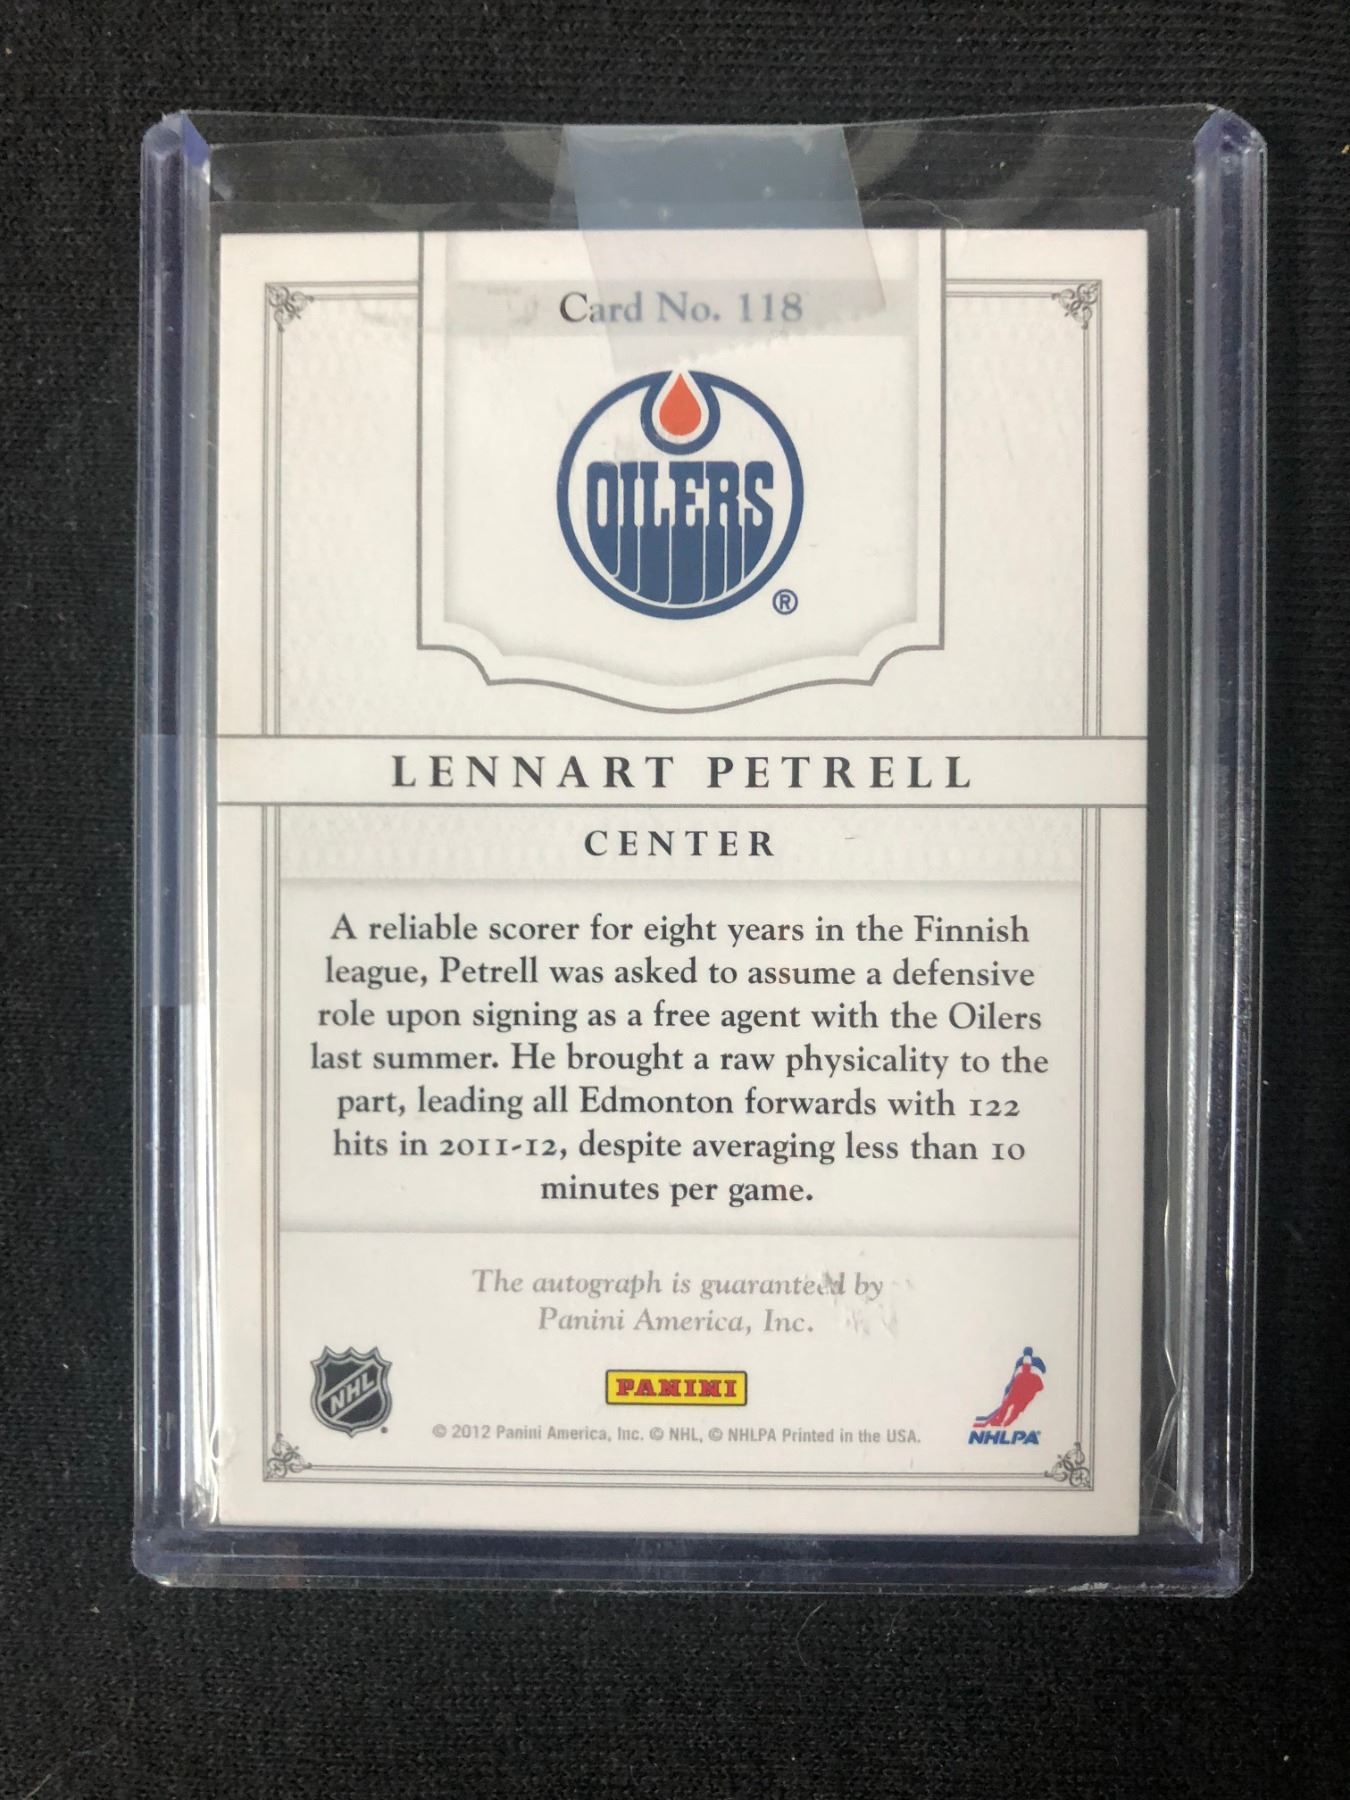 Card No. 118
OILERS
®
LENNART PETRELL
CENTER
A reliable scorer for eight years in the Finnish
league, Petrell was asked to assume a defensive
role upon signing as a free agent with the Oilers
last summer. He brought a raw physicality to the
part, leading all Edmonton forwards with 122
hits in 2011-12, despite averaging less than 10
minutes per game.
The autograph is guaranteed by
Panini America, Inc.
NHL
PANINI
NHLPA
© 2012 Panini America, Inc. © NHL, © NHLPA Printed in the USA.